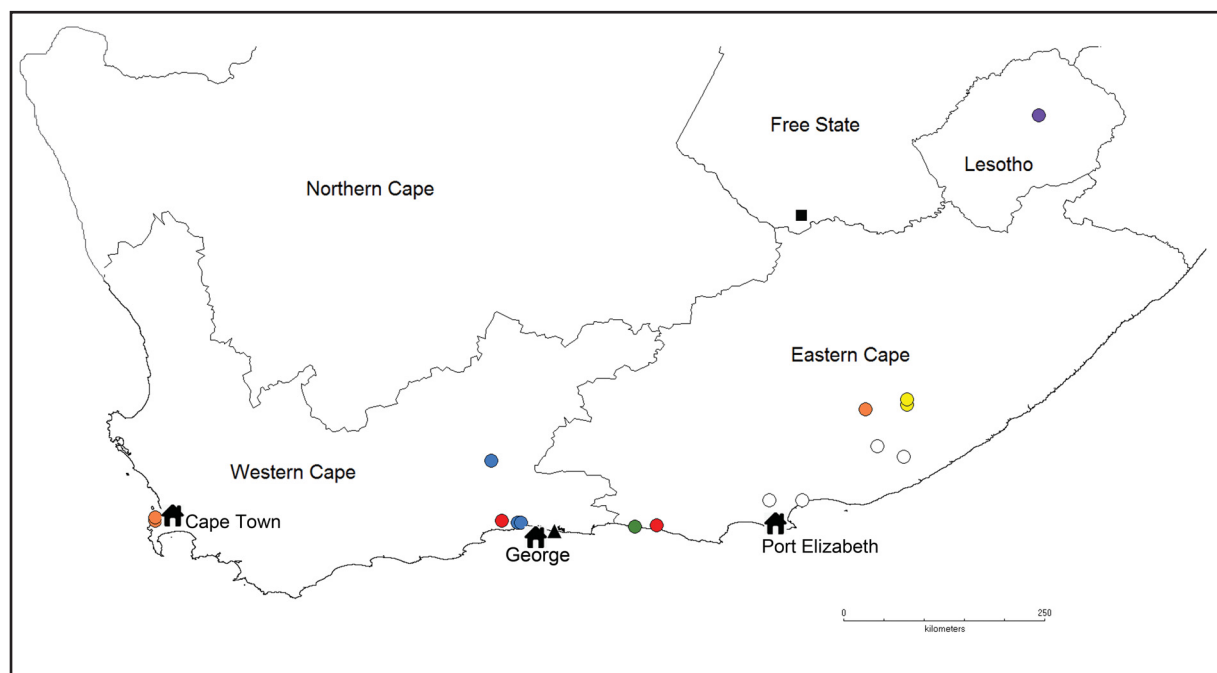 Free State
Lesotho
Northern Cape
Eastern Cape
Western Cape
Cape Town
George
Port Elizabeth
0 250
kilometers